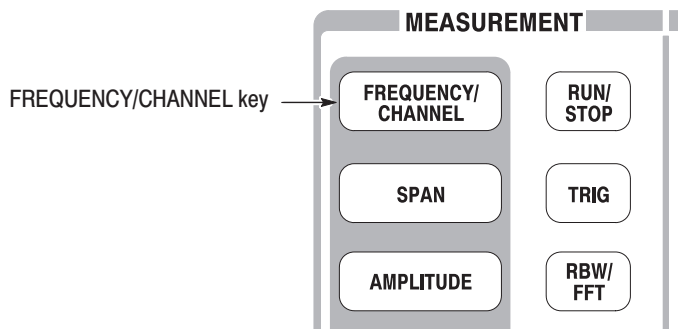 MEASUREMENT
FREQUENCY/CHANNEL key
FREQUENCY/
CHANNEL
RUN/
STOP
SPAN
TRIG
AMPLITUDE
RBW/
FFT